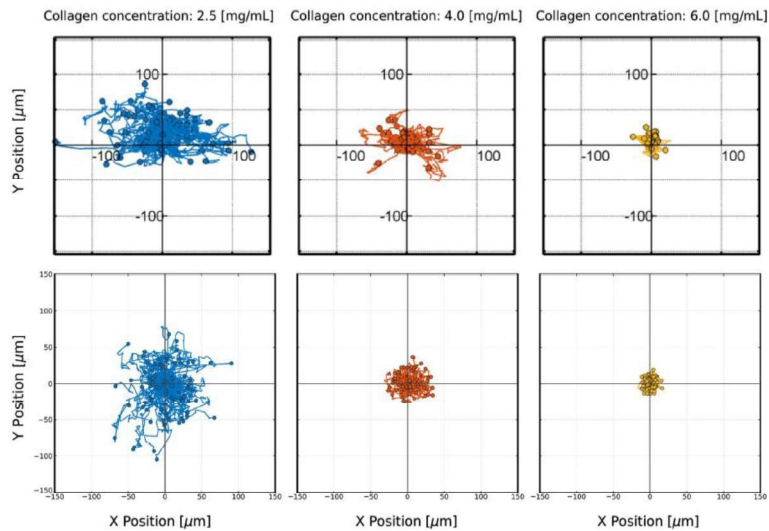 Collagen concentration: 2.5 [mg/mL] Collagen concentration: 4.0 [mg/mL] Collagen concentration: 6.0 [mg/mL]
Y Position [μm]
100 100 100
-100 100 -100 100 -100 100
-100 -100 -100
Y Position [μm]
150
100
50
0
−50
−100
−150
−150 −100 −50 0 50 100 150 −150 −100 −50 0 50 100 150 −150 −100 −50 0 50 100 150
X Position [μm] X Position [μm] X Position [μm]